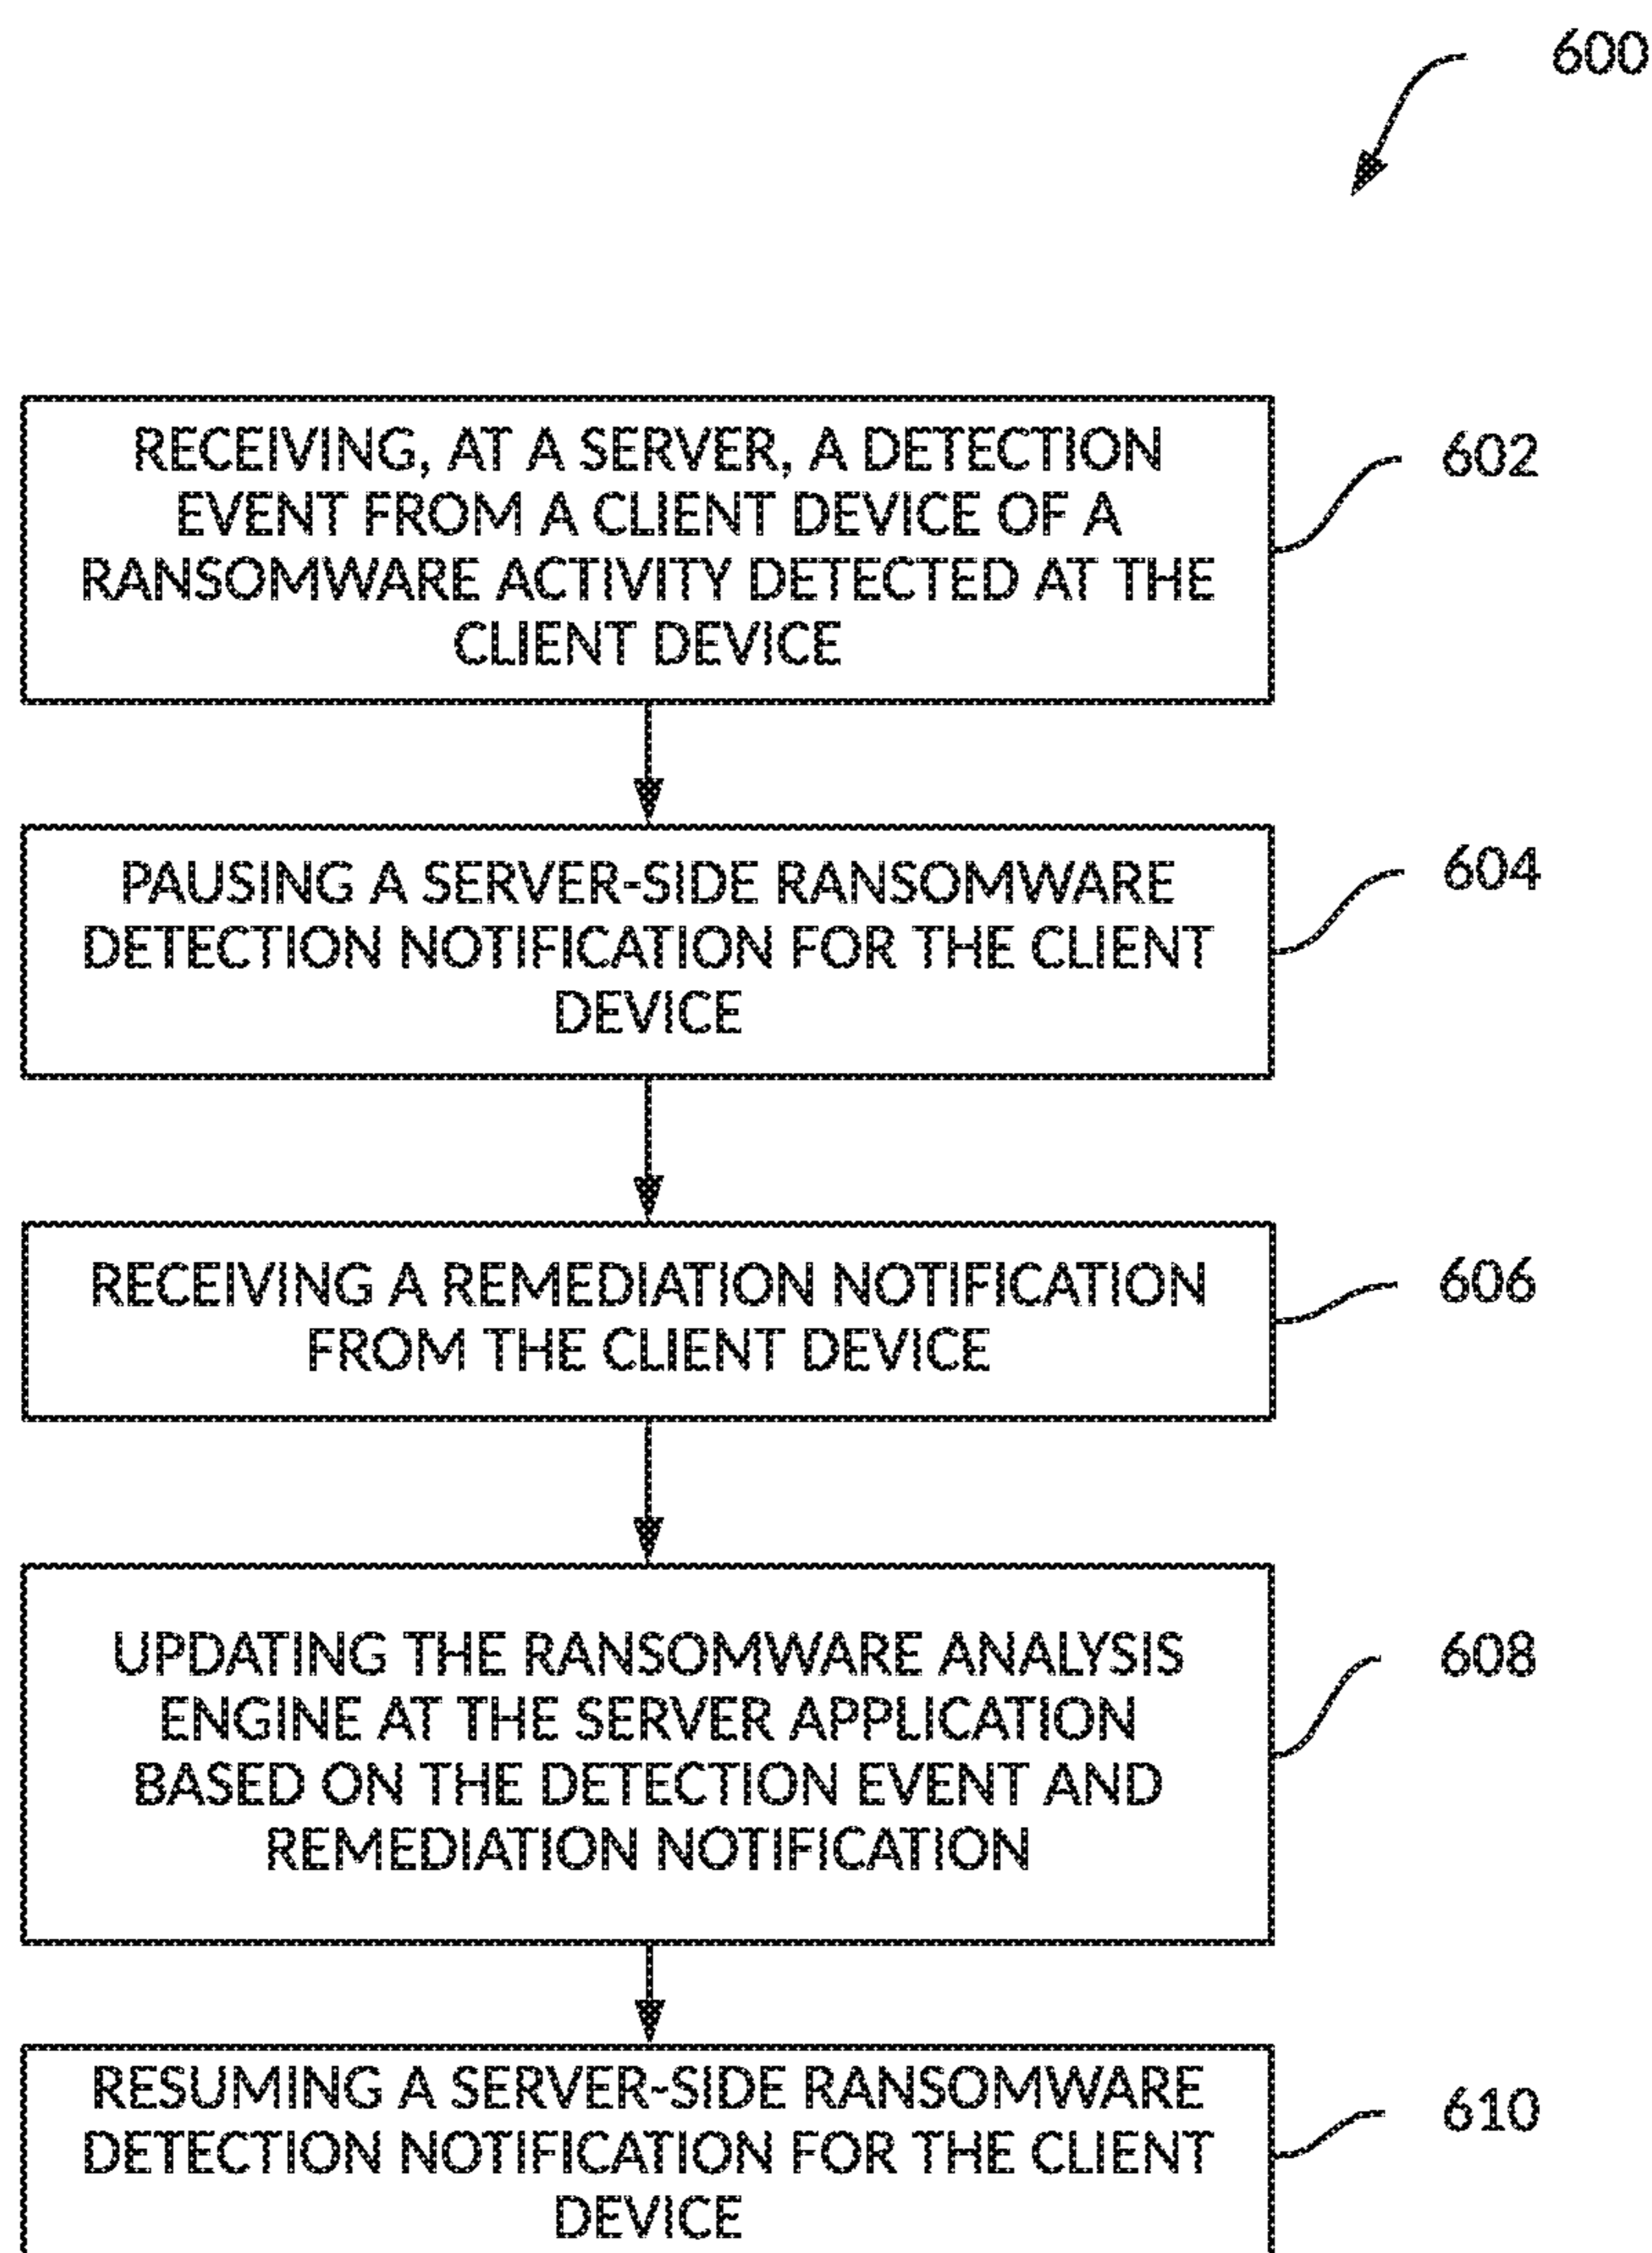 600
RECEIVING, AT A SERVER, A DETECTION
EVENT FROM A CLIENT DEVICE OF A
RANSOMWARE ACTIVITY DETECTED AT THE
CLIENT DEVICE
602
PAUSING A SERVER-SIDE RANSOMWARE
DETECTION NOTIFICATION FOR THE CLIENT
DEVICE
604
RECEIVING A REMEDIATION NOTIFICATION
FROM THE CLIENT DEVICE
606
UPDATING THE RANSOMWARE ANALYSIS
ENGINE AT THE SERVER APPLICATION
BASED ON THE DETECTION EVENT AND
REMEDIATION NOTIFICATION
608
RESUMING A SERVER-SIDE RANSOMWARE
DETECTION NOTIFICATION FOR THE CLIENT
DEVICE
610